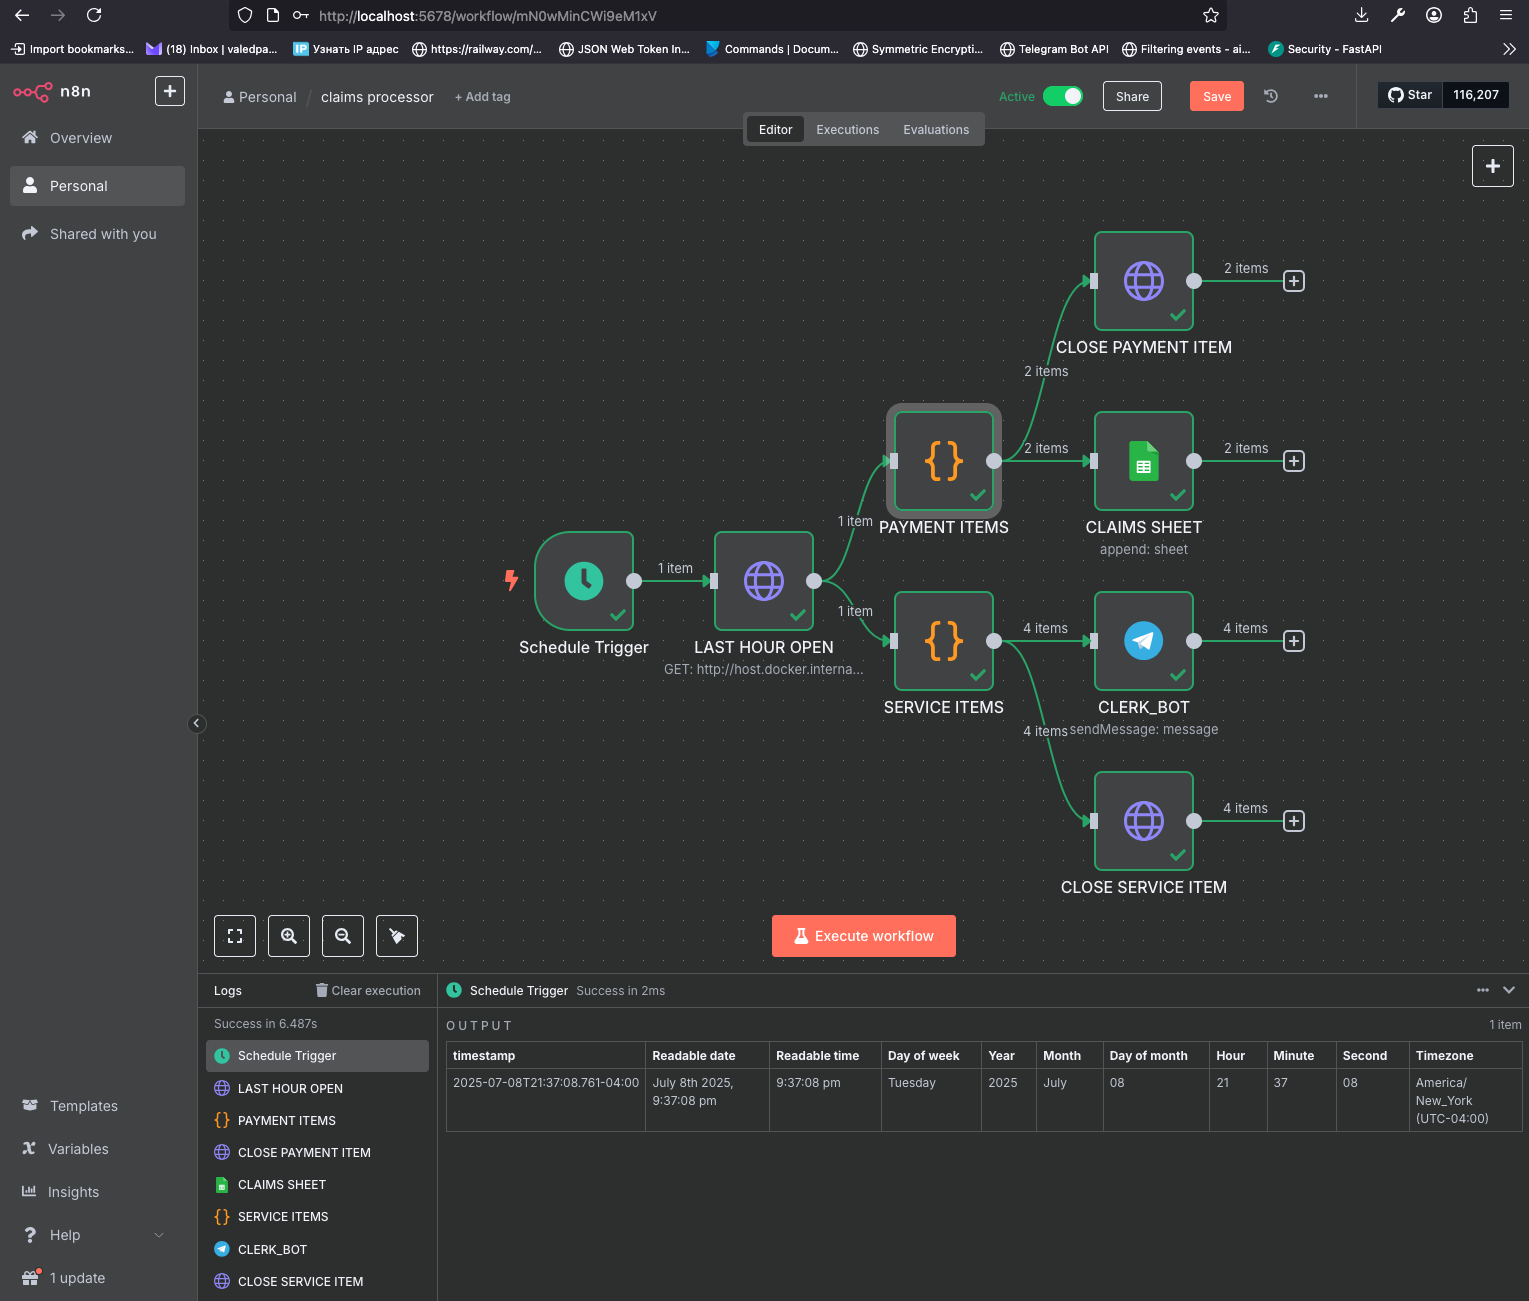 http://localhost:5678/workflow/mN0wMinCWi9eM1xV
Import bookmarks...
(18) Inbox | valedpa...
IP Узнать IP адрес
https://railway.com/...
JSON Web Token In...
Commands | Docum...
Symmetric Encrypti...
Telegram Bot API
Filtering events - ai...
Security - FastAPI
n8n
Personal / claims processor + Add tag
Active
Share
Save
Star 116,207
Editor Executions Evaluations
Overview
Personal
Shared with you
2 items
CLOSE PAYMENT ITEM
2 items
2 items
2 items
1 item
PAYMENT ITEMS
CLAIMS SHEET
append: sheet
1 item
1 item
4 items
4 items
Schedule Trigger
LAST HOUR OPEN
GET: http://host.docker.interna...
SERVICE ITEMS
CLERK_BOT
sendMessage: message
4 items
4 items
CLOSE SERVICE ITEM
Execute workflow
Templates
Variables
Insights
Help
1 update
Logs
Clear execution
Success in 6.487s
Schedule Trigger
LAST HOUR OPEN
PAYMENT ITEMS
CLOSE PAYMENT ITEM
CLAIMS SHEET
SERVICE ITEMS
CLERK_BOT
CLOSE SERVICE ITEM
Schedule Trigger Success in 2ms
OUTPUT
1 item
timestamp Readable date Readable time Day of week Year Month Day of month Hour Minute Second Timezone
2025-07-08T21:37:08.761-04:00 July 8th 2025, 9:37:08 pm Tuesday 2025 July 08 21 37 08 America/
9:37:08 pm New_York
(UTC-04:00)